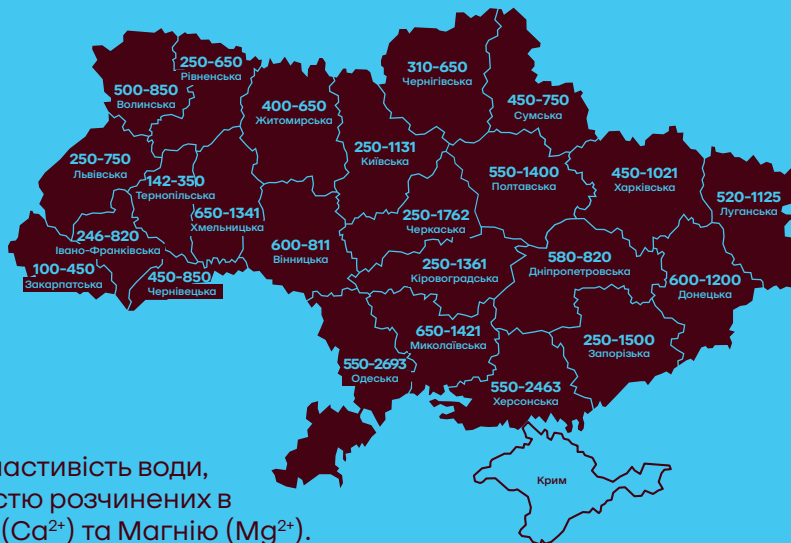 250-650
Рівненська
500-850
Волинська
400-650
Житомирська
310-650
Чернігівська
450-750
Сумська
250-750
Львівська
142-350
Тернопільська
650-1341
Хмельницька
250-1131
Київська
550-1400
Полтавська
450-1021
Харківська
520-1125
Луганська
246-820
Івано-Франківська
100-450
Закарпатська
450-850
Чернівецька
600-811
Вінницька
250-1762
Черкаська
250-1361
Кіровоградська
580-820
Дніпропетровська
600-1200
Донецька
650-1421
Миколаївська
250-1500
Запорізька
550-2693
Одеська
550-2463
Херсонська
Крим
ластивість води,
стю розчинених в
(Ca²⁺) та Магнію (Mg²⁺).